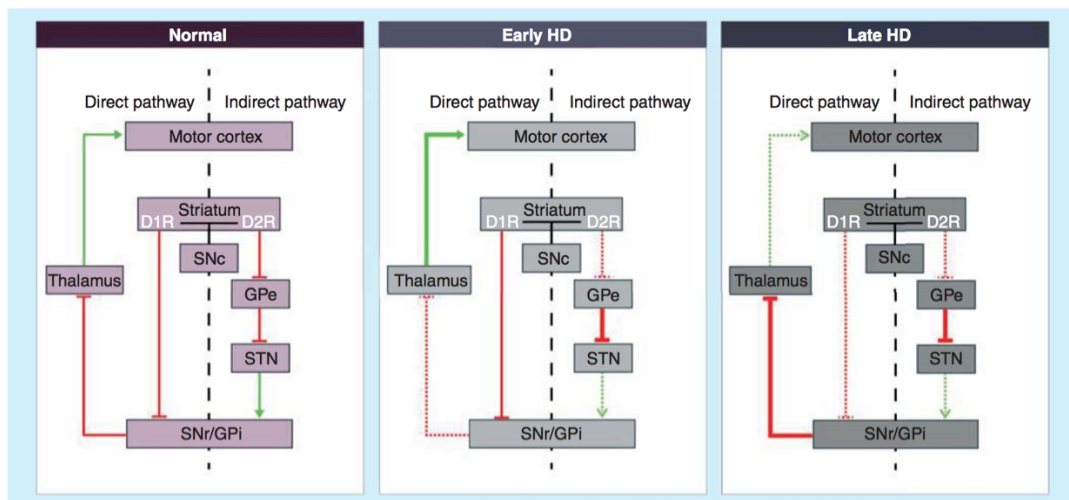 Normal
Direct pathway
Indirect pathway
Motor cortex
Striatum
D1R
D2R
SNc
Thalamus
GPe
STN
SNr/GPi
Early HD
Direct pathway
Indirect pathway
Motor cortex
Striatum
D1R
D2R
SNc
Thalamus
GPe
STN
SNr/GPi
Late HD
Direct pathway
Indirect pathway
Motor cortex
Striatum
D1R
D2R
SNc
Thalamus
GPe
STN
SNr/GPi